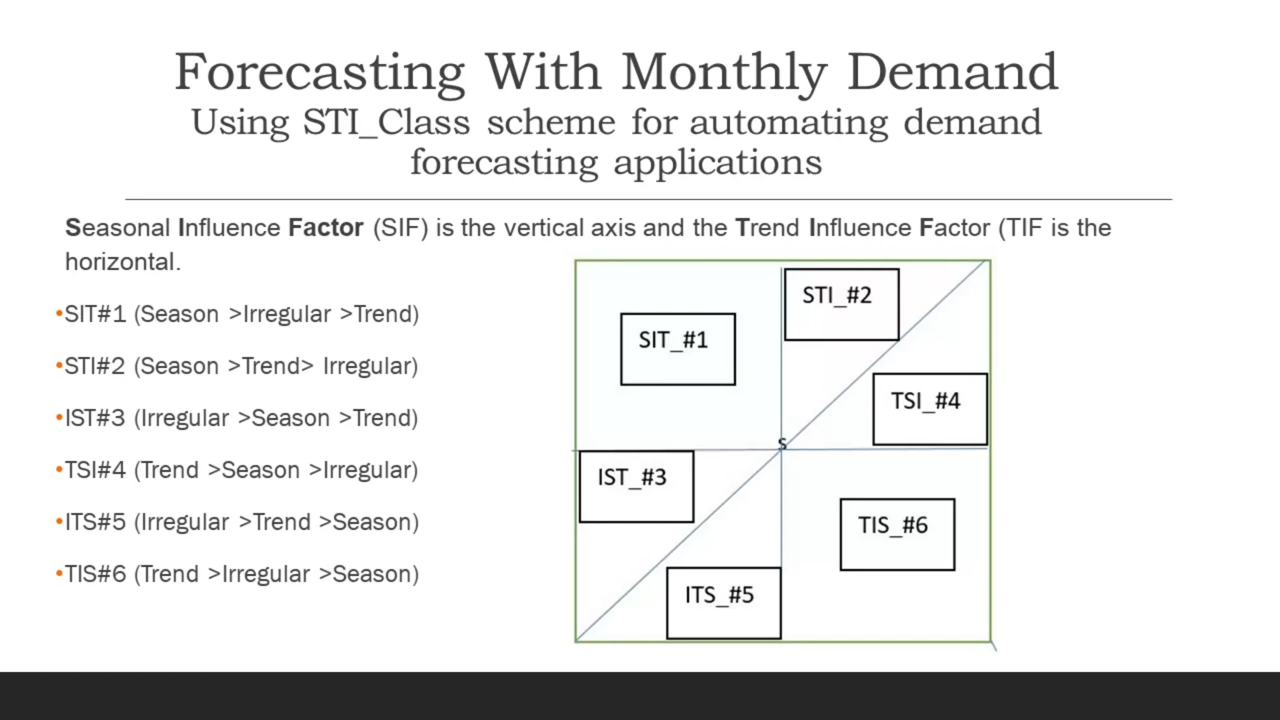 Forecasting With Monthly Demand
Using STI_Class scheme for automating demand
forecasting applications
Seasonal Influence Factor (SIF) is the vertical axis and the Trend Influence Factor (TIF is the
horizontal.
•SIT#1 (Season >Irregular >Trend)
•STI#2 (Season >Trend> Irregular)
•IST#3 (Irregular >Season >Trend)
•TSI#4 (Trend >Season >Irregular)
•ITS#5 (Irregular >Trend >Season)
•TIS#6 (Trend >Irregular >Season)
STI_#2
SIT_#1
TSI_#4
S
IST_#3
TIS_#6
ITS_#5